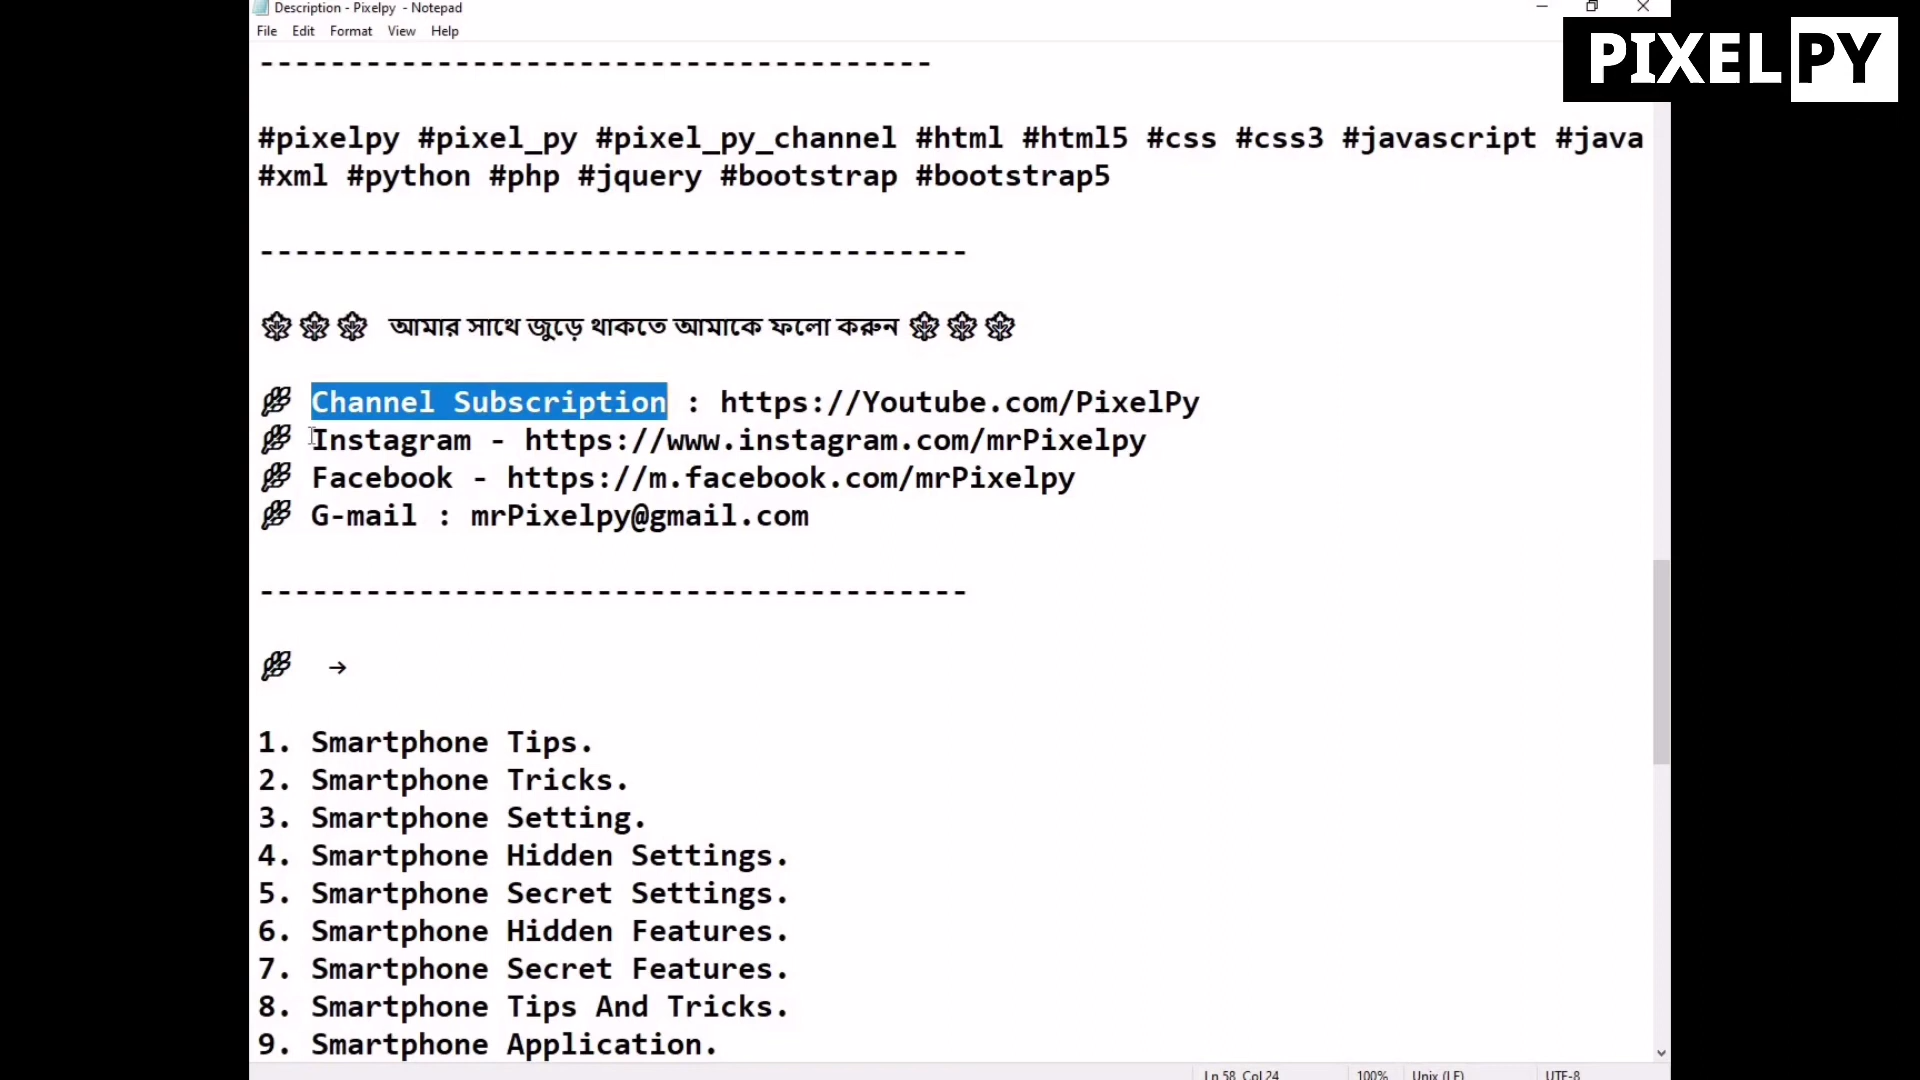 Description - Pixelpy - Notepad
PIXELPY
File Edit Format View Help
--------------------------------------
#pixelpy #pixel_py #pixel_py_channel #html #html5 #css #css3 #javascript #java
#xml #python #php #jquery #bootstrap #bootstrap5
----------------------------------------
আমার সাথে জুড়ে থাকতে আমাকে ফলো করুন
Channel Subscription : https://Youtube.com/PixelPy
Instagram - https://www.instagram.com/mrPixelpy
Facebook - https://m.facebook.com/mrPixelpy
G-mail : mrPixelpy@gmail.com
----------------------------------------
→
1. Smartphone Tips.
2. Smartphone Tricks.
3. Smartphone Setting.
4. Smartphone Hidden Settings.
5. Smartphone Secret Settings.
6. Smartphone Hidden Features.
7. Smartphone Secret Features.
8. Smartphone Tips And Tricks.
9. Smartphone Application.
Ln 58, Col 24 100% Unix (LF) UTF-8